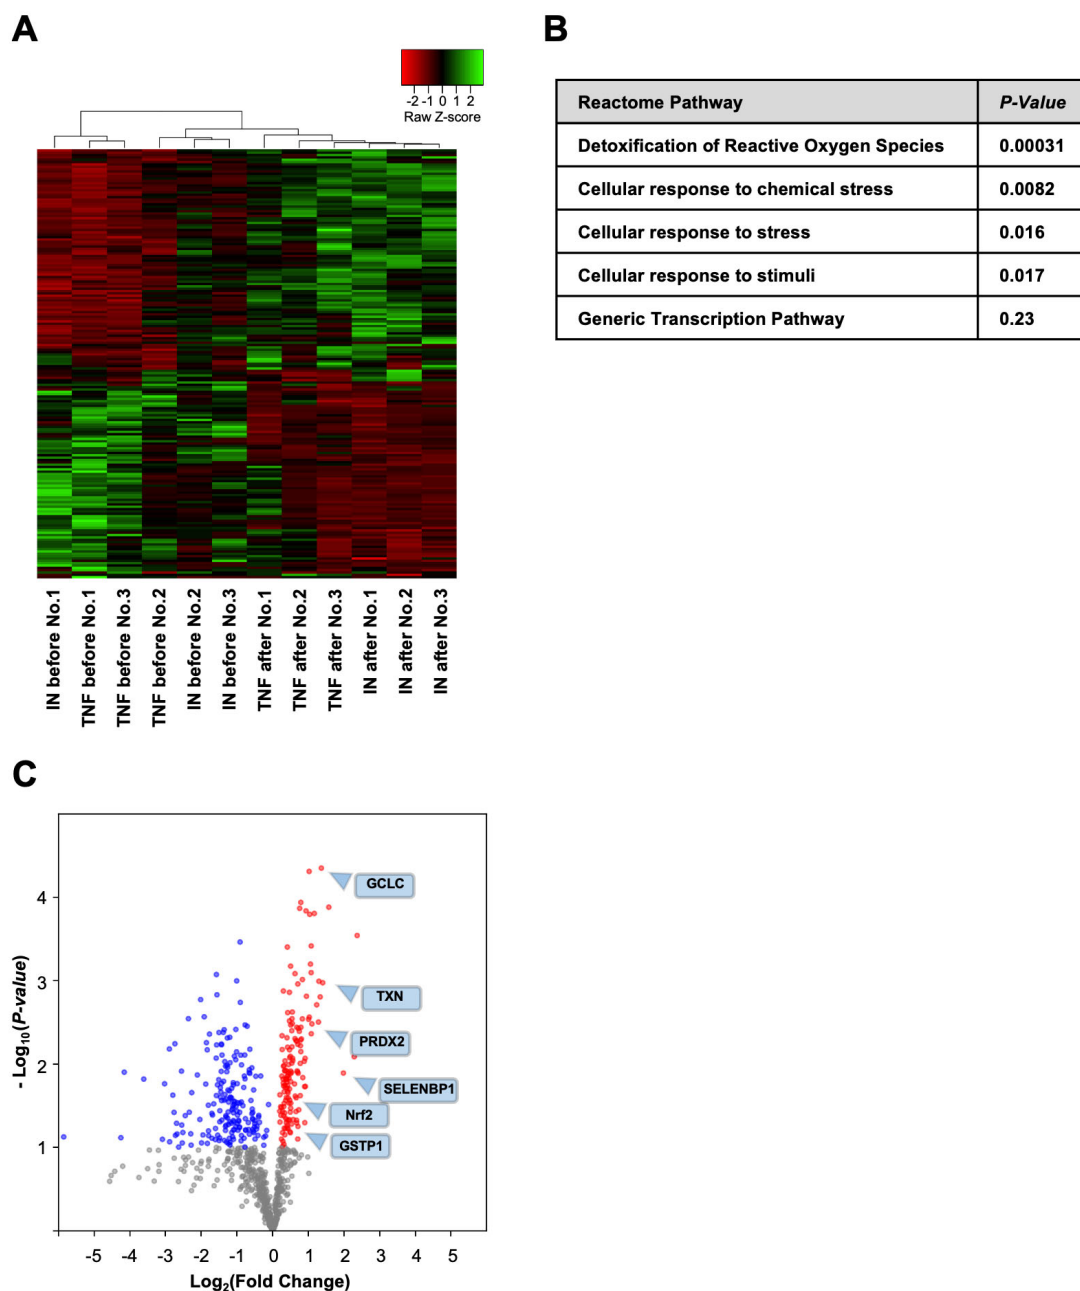 A
-2 -1 0 1 2
Raw Z-score
IN before No.1
TNF before No.1
TNF before No.3
TNF before No.2
IN before No.2
IN before No.3
TNF after No.1
TNF after No.2
TNF after No.3
IN after No.1
IN after No.2
IN after No.3
B
Reactome Pathway P-Value
Detoxification of Reactive Oxygen Species 0.00031
Cellular response to chemical stress 0.0082
Cellular response to stress 0.016
Cellular response to stimuli 0.017
Generic Transcription Pathway 0.23
C
- Log10(P-value)
4
3
2
1
GCLC
TXN
PRDX2
SELENBP1
Nrf2
GSTP1
-5 -4 -3 -2 -1 0 1 2 3 4 5
Log2(Fold Change)